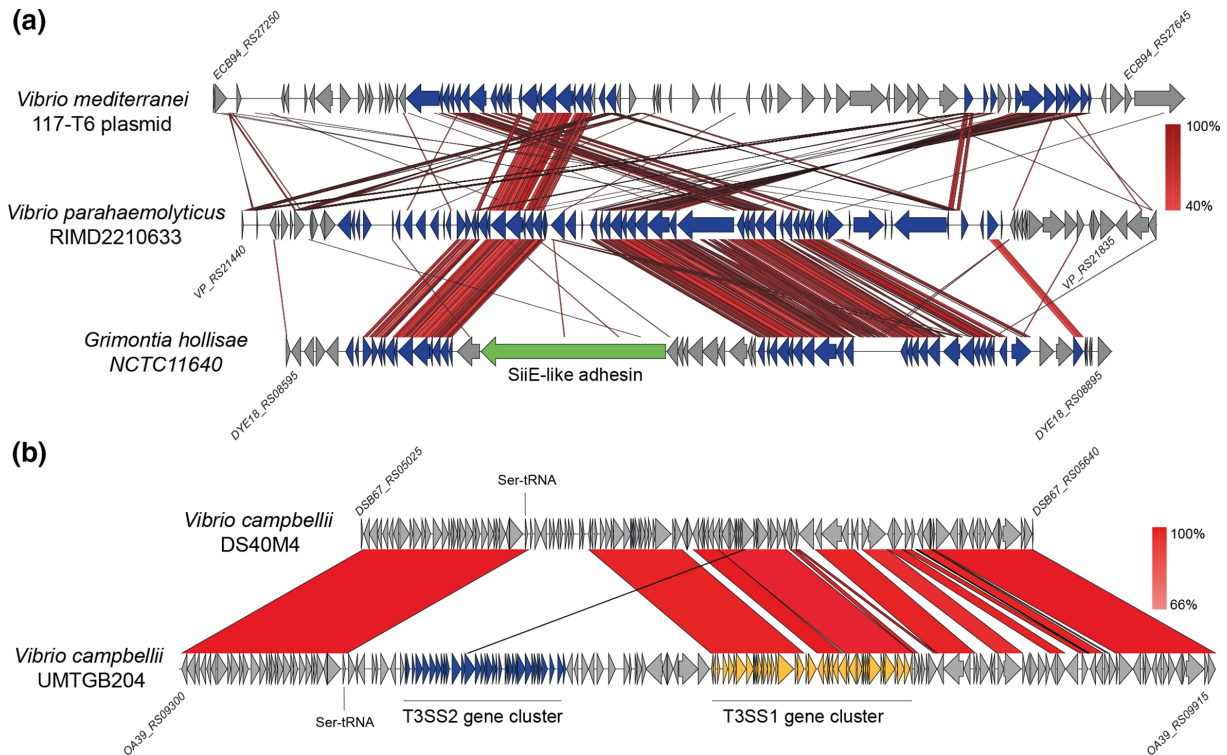 (a)
ECB94_RS27250
ECB94_RS27645
Vibrio mediterranei
117-T6 plasmid
100%
40%
Vibrio parahaemolyticus
RIMD2210633
VP_RS21440
VP_RS21835
Grimontia hollisae
NCTC11640
SiiE-like adhesin
DYE18_RS08595
DYE18_RS08895
(b)
DSB67_RS05025
Ser-tRNA
DSB67_RS05640
Vibrio campbellii
DS40M4
100%
66%
Vibrio campbellii
UMTGB204
OA39_RS09300
Ser-tRNA
T3SS2 gene cluster
T3SS1 gene cluster
OA39_RS09915